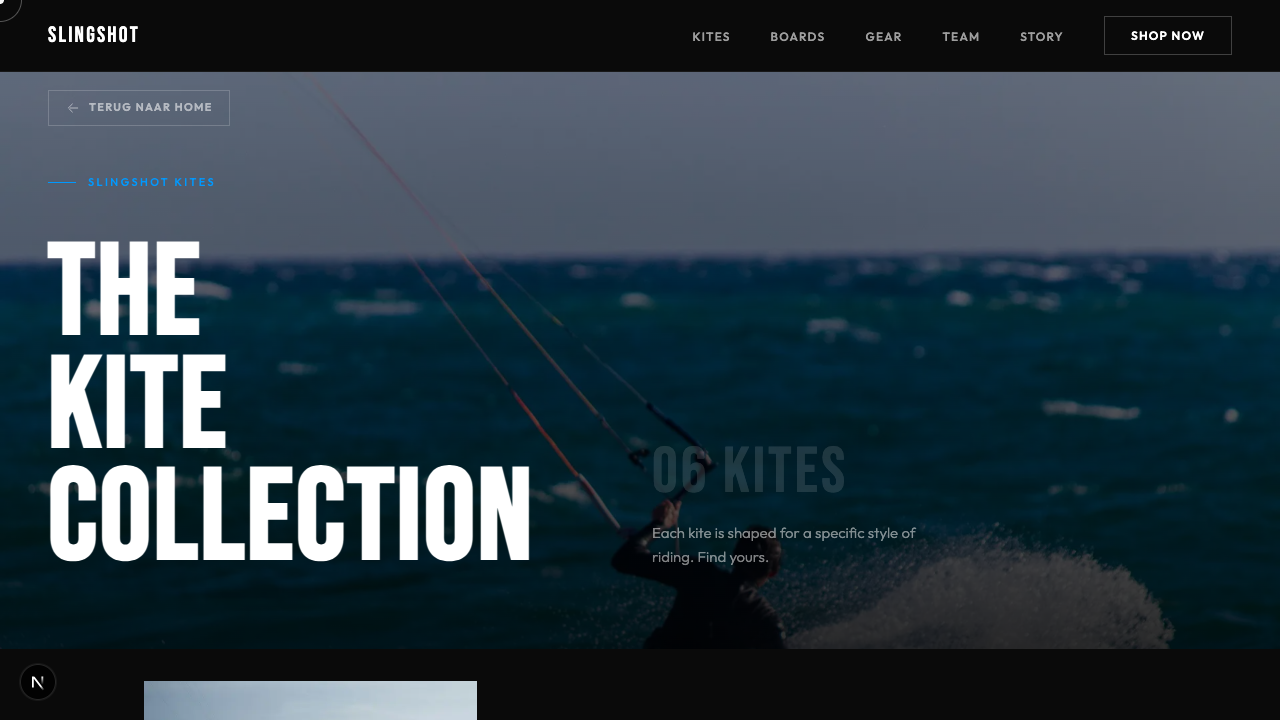 SLINGSHOT
KITES
BOARDS
GEAR
TEAM
STORY
SHOP NOW
TERUG NAAR HOME
SLINGSHOT KITES
THE
KITE
COLLECTION
06 KITES
Each kite is shaped for a specific style of
riding. Find yours.
N